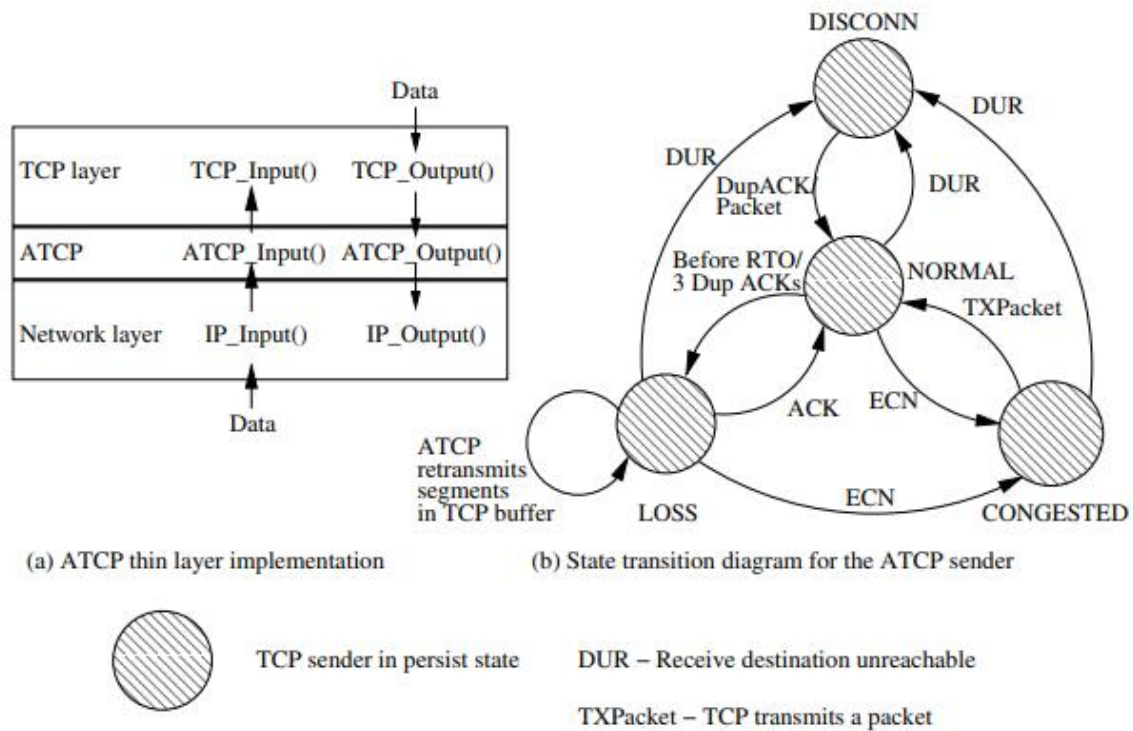 Data
TCP layer
TCP_Input()
TCP_Output()
ATCP
ATCP_Input()
ATCP_Output()
Network layer
IP_Input()
IP_Output()
Data
(a) ATCP thin layer implementation
DISCONN
DUR
DUR
DupACK/
Packet
DUR
Before RTO/
3 Dup ACKs
NORMAL
TXPacket
ACK
ECN
ATCP
retransmits
segments
in TCP buffer
LOSS
ECN
CONGESTED
(b) State transition diagram for the ATCP sender
TCP sender in persist state
DUR – Receive destination unreachable
TXPacket – TCP transmits a packet